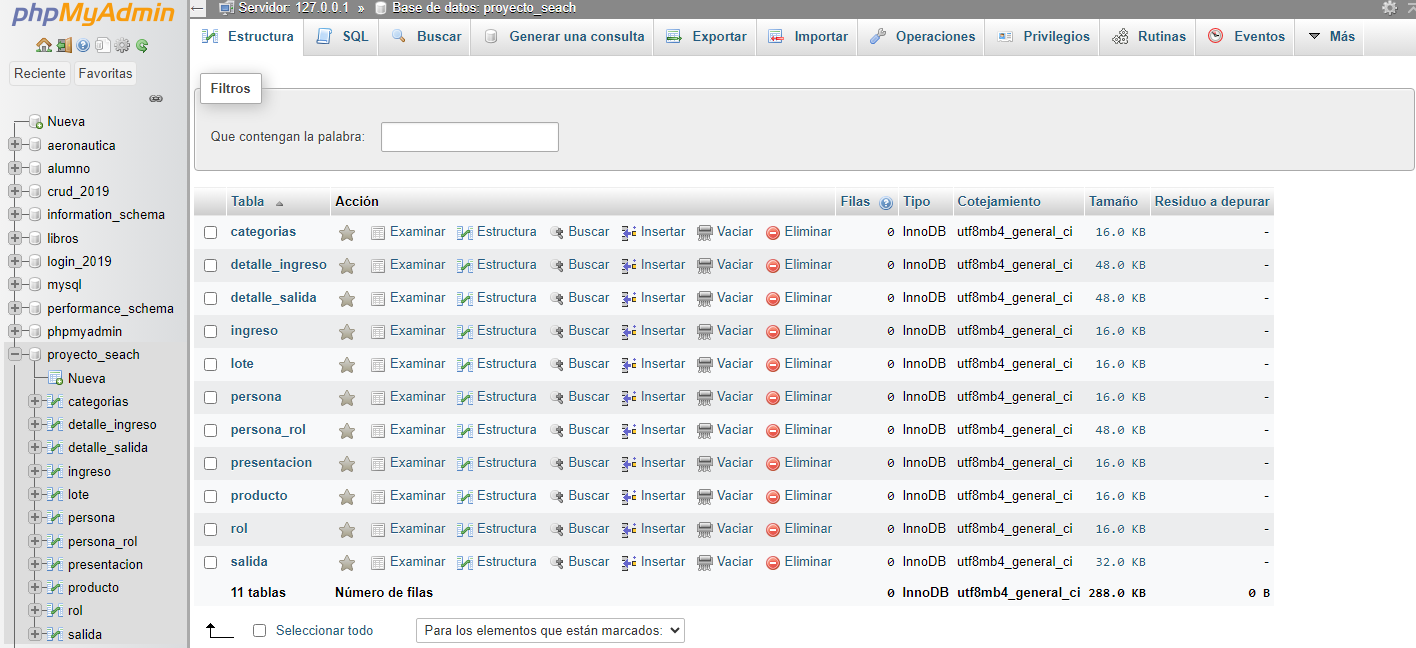 phpMyAdmin
Reciente Favoritas
Nueva
aeronautica
alumno
crud_2019
information_schema
libros
login_2019
mysql
performance_schema
phpmyadmin
proyecto_seach
Nueva
categorias
detalle_ingreso
detalle_salida
ingreso
lote
persona
persona_rol
presentacion
producto
rol
salida
Servidor: 127.0.0.1 » Base de datos: proyecto_seach
Estructura SQL Buscar Generar una consulta Exportar Importar Operaciones Privilegios Rutinas Eventos Más
Filtros
Que contengan la palabra:
Tabla Acción Filas Tipo Cotejamiento Tamaño Residuo a depurar
categorias Examinar Estructura Buscar Insertar Vaciar Eliminar 0 InnoDB utf8mb4_general_ci 16.0 KB -
detalle_ingreso Examinar Estructura Buscar Insertar Vaciar Eliminar 0 InnoDB utf8mb4_general_ci 48.0 KB -
detalle_salida Examinar Estructura Buscar Insertar Vaciar Eliminar 0 InnoDB utf8mb4_general_ci 48.0 KB -
ingreso Examinar Estructura Buscar Insertar Vaciar Eliminar 0 InnoDB utf8mb4_general_ci 16.0 KB -
lote Examinar Estructura Buscar Insertar Vaciar Eliminar 0 InnoDB utf8mb4_general_ci 16.0 KB -
persona Examinar Estructura Buscar Insertar Vaciar Eliminar 0 InnoDB utf8mb4_general_ci 16.0 KB -
persona_rol Examinar Estructura Buscar Insertar Vaciar Eliminar 0 InnoDB utf8mb4_general_ci 48.0 KB -
presentacion Examinar Estructura Buscar Insertar Vaciar Eliminar 0 InnoDB utf8mb4_general_ci 16.0 KB -
producto Examinar Estructura Buscar Insertar Vaciar Eliminar 0 InnoDB utf8mb4_general_ci 16.0 KB -
rol Examinar Estructura Buscar Insertar Vaciar Eliminar 0 InnoDB utf8mb4_general_ci 16.0 KB -
salida Examinar Estructura Buscar Insertar Vaciar Eliminar 0 InnoDB utf8mb4_general_ci 32.0 KB -
11 tablas Número de filas 0 InnoDB utf8mb4_general_ci 288.0 KB 0 B
Seleccionar todo Para los elementos que están marcados: